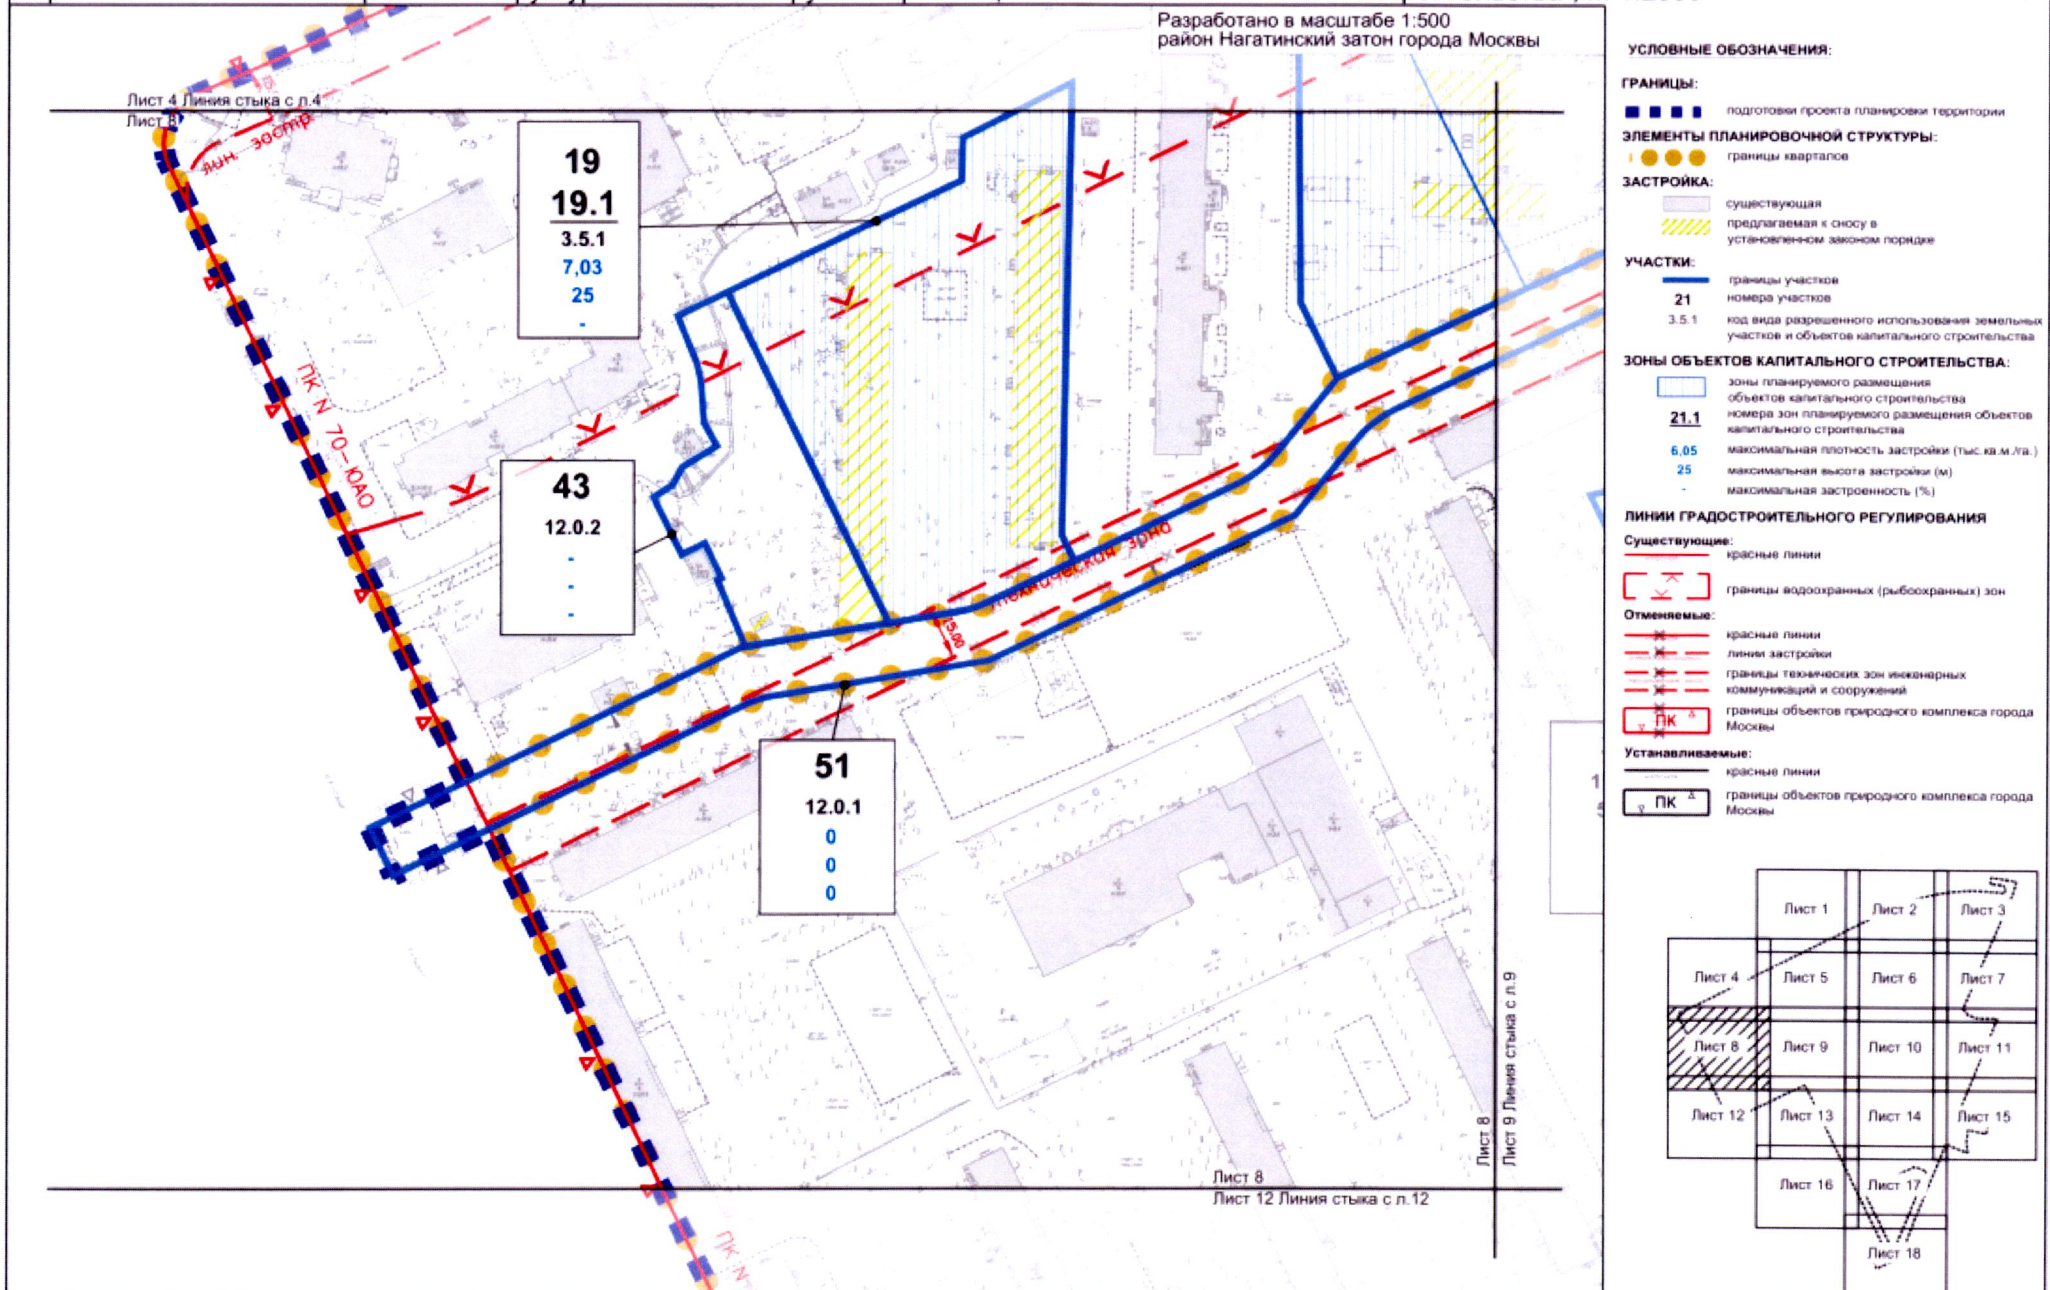 Разработано в масштабе 1:500
район Нагатинский затон города Москвы
Лист 4 Линия стыка с л.4
Лист 8
лин. застр.
19
19.1
3.5.1
7,03
25
-
ПК N 70-ЮАО
43
12.0.2
-
-
-
техническая зона
15.00
51
12.0.1
0
0
0
Лист 8
Лист 9 Линия стыка с л.9
Лист 8
Лист 12 Линия стыка с л.12
ПК N
УСЛОВНЫЕ ОБОЗНАЧЕНИЯ:
ГРАНИЦЫ:
подготовки проекта планировки территории
ЭЛЕМЕНТЫ ПЛАНИРОВОЧНОЙ СТРУКТУРЫ:
границы кварталов
ЗАСТРОЙКА:
существующая
предлагаемая к сносу в
установленном законом порядке
УЧАСТКИ:
границы участков
21 номера участков
3.5.1 код вида разрешенного использования земельных
участков и объектов капитального строительства
ЗОНЫ ОБЪЕКТОВ КАПИТАЛЬНОГО СТРОИТЕЛЬСТВА:
зоны планируемого размещения
объектов капитального строительства
21.1 номера зон планируемого размещения объектов
капитального строительства
6,05 максимальная плотность застройки (тыс.кв.м./га.)
25 максимальная высота застройки (м)
- максимальная застроенность (%)
ЛИНИИ ГРАДОСТРОИТЕЛЬНОГО РЕГУЛИРОВАНИЯ
Существующие:
красные линии
границы водоохранных (рыбоохранных) зон
Отменяемые:
красные линии
линии застройки
границы технических зон инженерных
коммуникаций и сооружений
ПК границы объектов природного комплекса города
Москвы
Устанавливаемые:
красные линии
ПК границы объектов природного комплекса города
Москвы
Лист 1 Лист 2 Лист 3
Лист 4 Лист 5 Лист 6 Лист 7
Лист 8 Лист 9 Лист 10 Лист 11
Лист 12 Лист 13 Лист 14 Лист 15
Лист 16 Лист 17
Лист 18